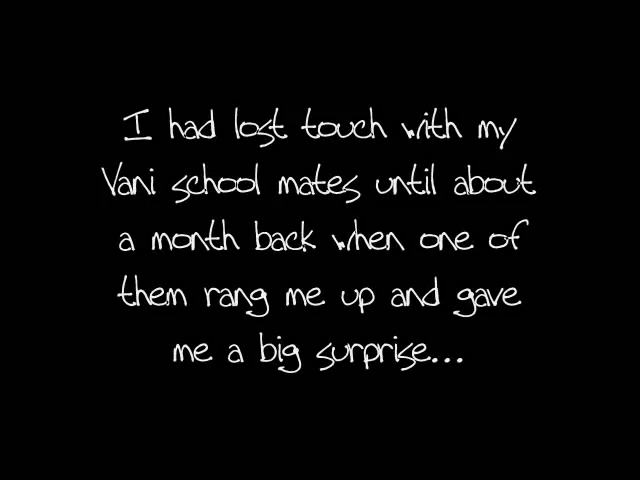 I had lost touch with my
Vani school mates until about
a month back when one of
them rang me up and gave
me a big surprise...